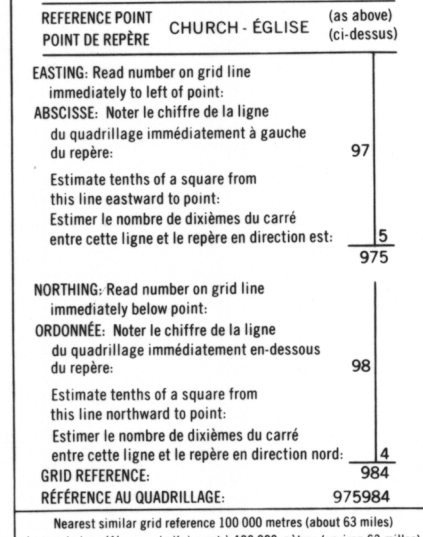 REFERENCE POINT CHURCH - ÉGLISE (as above)
POINT DE REPÈRE (ci-dessus)
EASTING: Read number on grid line
immediately to left of point:
ABSCISSE: Noter le chiffre de la ligne
du quadrillage immédiatement à gauche
du repère: 97
Estimate tenths of a square from
this line eastward to point:
Estimer le nombre de dixièmes du carré
entre cette ligne et le repère en direction est: 5
975
NORTHING: Read number on grid line
immediately below point:
ORDONNÉE: Noter le chiffre de la ligne
du quadrillage immédiatement en-dessous
du repère: 98
Estimate tenths of a square from
this line northward to point:
Estimer le nombre de dixièmes du carré
entre cette ligne et le repère en direction nord: 4
GRID REFERENCE: 984
RÉFÉRENCE AU QUADRILLAGE: 975984
Nearest similar grid reference 100 000 metres (about 63 miles)